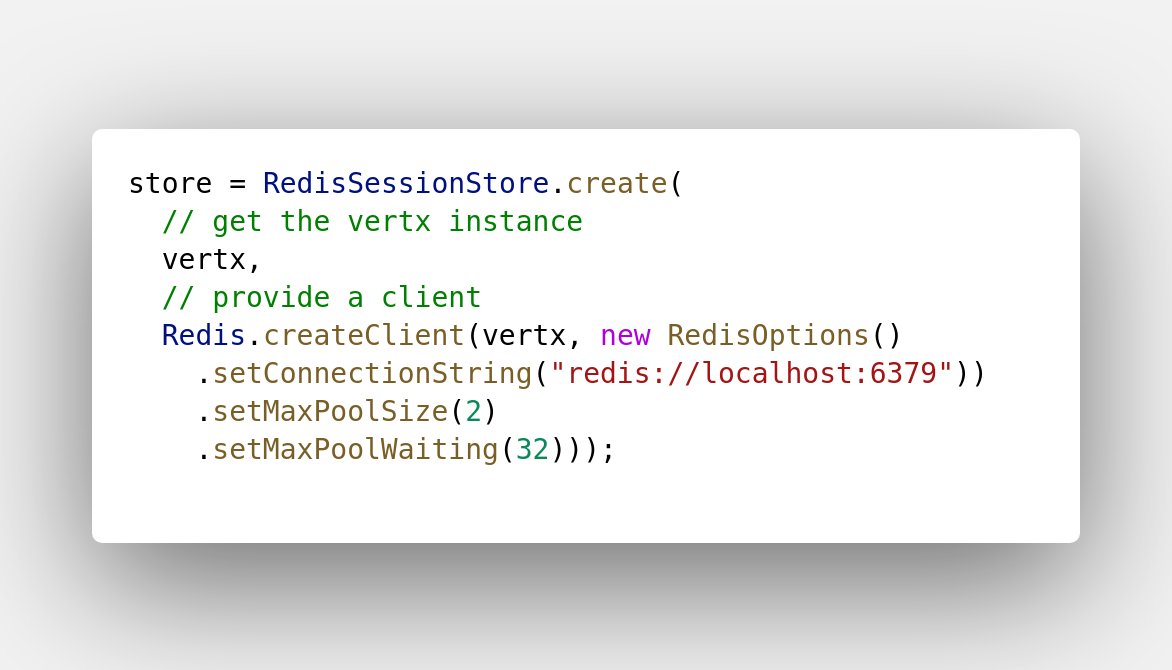 store = RedisSessionStore.create(
  // get the vertx instance
  vertx,
  // provide a client
  Redis.createClient(vertx, new RedisOptions()
    .setConnectionString("redis://localhost:6379"))
    .setMaxPoolSize(2)
    .setMaxPoolWaiting(32)));